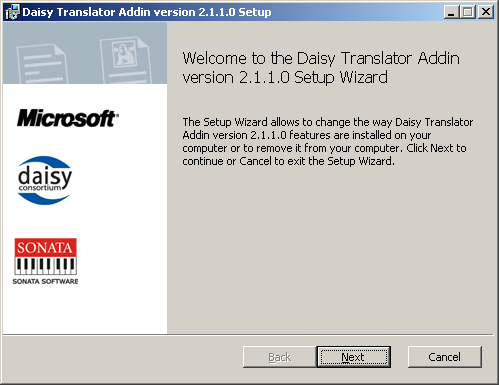 Daisy Translator Addin version 2.1.1.0 Setup
Welcome to the Daisy Translator Addin
version 2.1.1.0 Setup Wizard
Microsoft
The Setup Wizard allows to change the way Daisy Translator
Addin version 2.1.1.0 features are installed on your
computer or to remove it from your computer. Click Next to
continue or Cancel to exit the Setup Wizard.
daisy
consortium
SONATA
SONATA SOFTWARE
Back
Next
Cancel